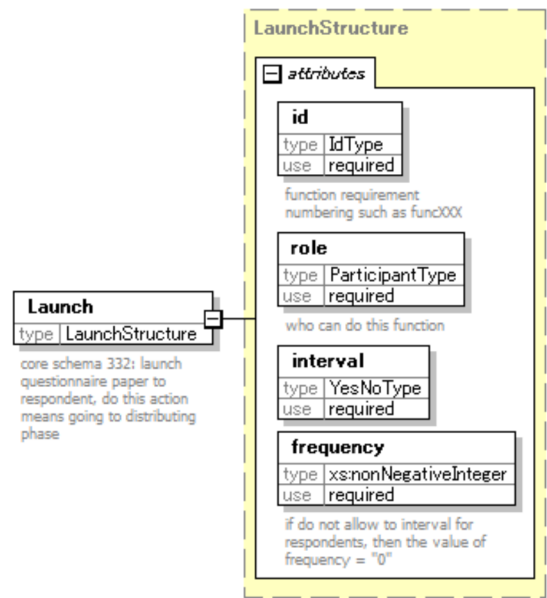 LaunchStructure
attributes
id
type IdType
use required
function requirement
numbering such as funcXXX
role
type ParticipantType
use required
who can do this function
Launch
type LaunchStructure
core schema 332: launch
questionnaire paper to
respondent, do this action
means going to distributing
phase
interval
type YesNoType
use required
frequency
type xs:nonNegativeInteger
use required
if do not allow to interval for
respondents, then the value of
frequency = "0"